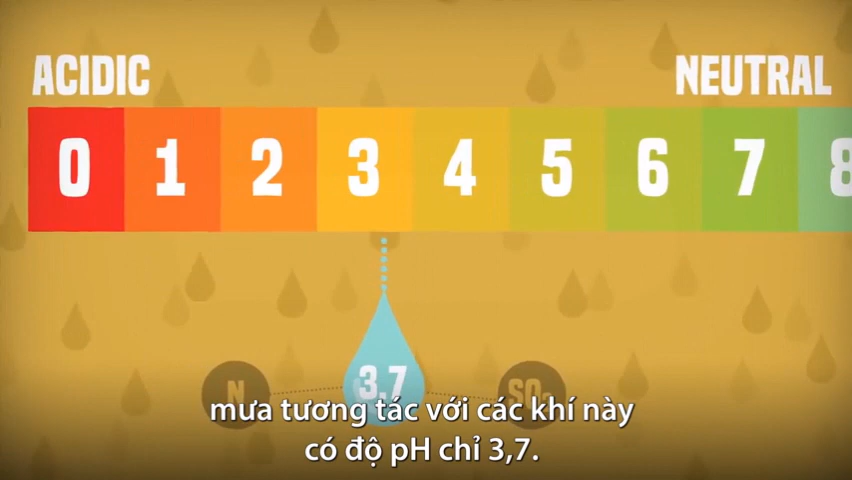 ACIDIC NEUTRAL
0 1 2 3 4 5 6 7 8
N 3,7 SO
mưa tương tác với các khí này
có độ pH chỉ 3,7.